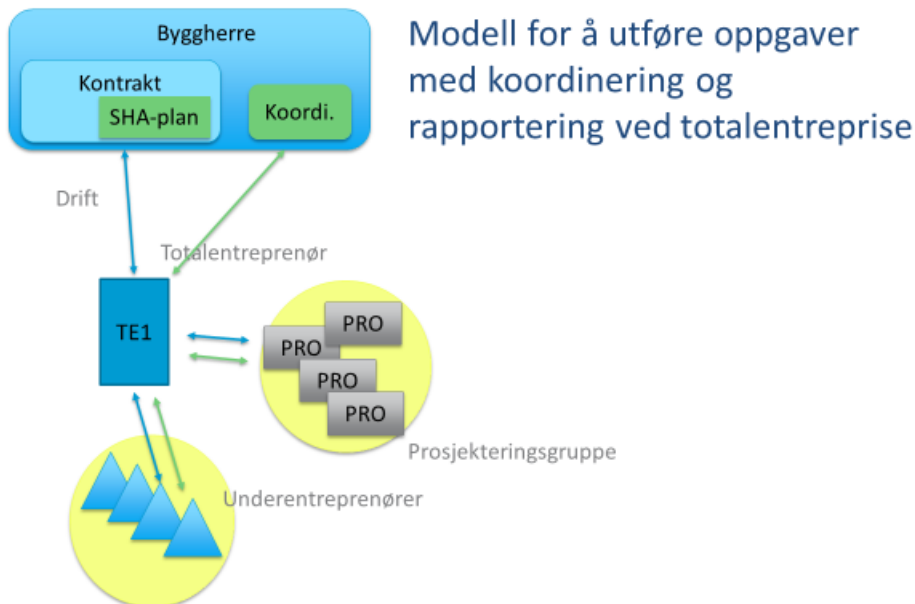 Byggherre
Kontrakt
SHA-plan
Koordi.
Modell for å utføre oppgaver
med koordinering og
rapportering ved totalentreprise
Drift
Totalentreprenør
TE1
PRO
PRO
PRO
PRO
Prosjekteringsgruppe
Underentreprenører